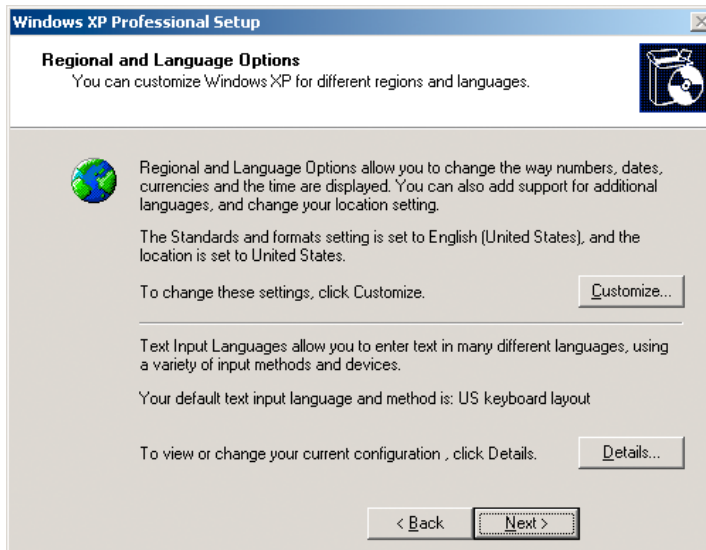 Windows XP Professional Setup
Regional and Language Options
You can customize Windows XP for different regions and languages.
Regional and Language Options allow you to change the way numbers, dates,
currencies and the time are displayed. You can also add support for additional
languages, and change your location setting.
The Standards and formats setting is set to English (United States), and the
location is set to United States.
To change these settings, click Customize.
Customize...
Text Input Languages allow you to enter text in many different languages, using
a variety of input methods and devices.
Your default text input language and method is: US keyboard layout
To view or change your current configuration , click Details.
Details...
< Back
Next >